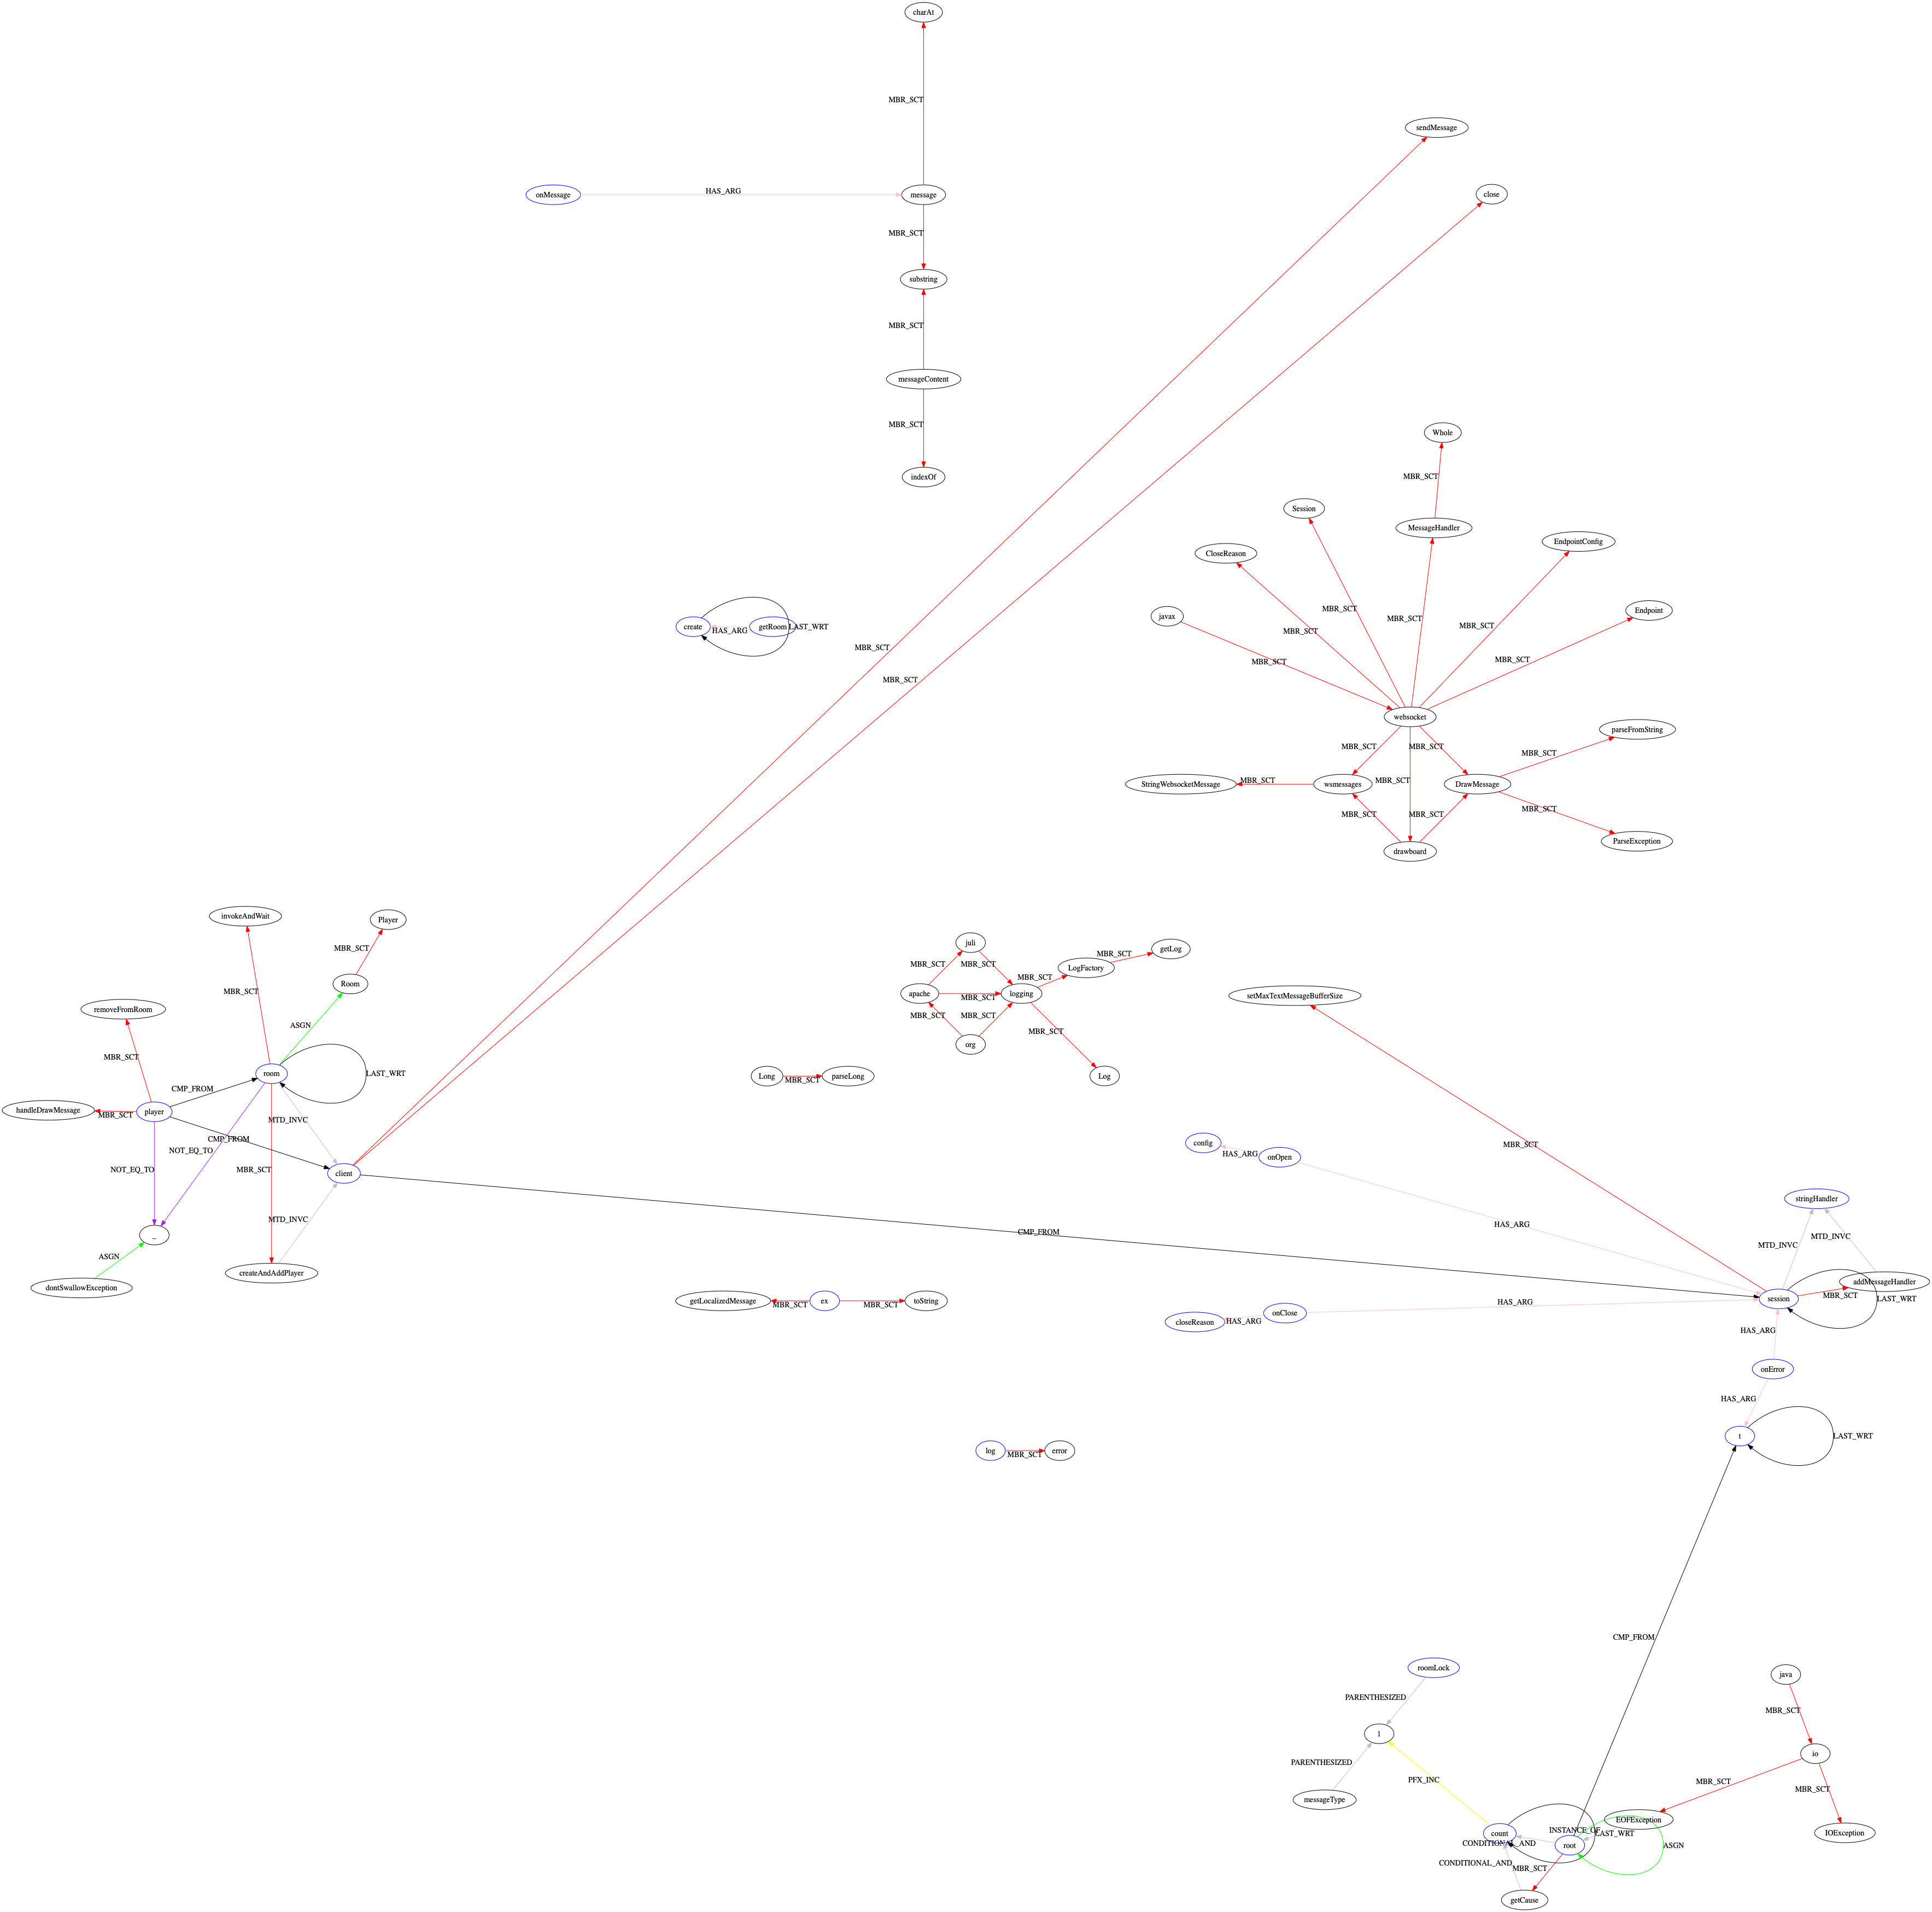 charAt
MBR_SCT
sendMessage
onMessage
HAS_ARG
message
close
MBR_SCT
substring
MBR_SCT
messageContent
MBR_SCT
Whole
indexOf
MBR_SCT
Session
MessageHandler
EndpointConfig
CloseReason
MBR_SCT
MBR_SCT
MBR_SCT
MBR_SCT
Endpoint
javax
create
HAS_ARG
getRoom
LAST_WRT
MBR_SCT
MBR_SCT
MBR_SCT
MBR_SCT
websocket
parseFromString
MBR_SCT
MBR_SCT
MBR_SCT
StringWebsocketMessage
MBR_SCT
wsmessages
MBR_SCT
DrawMessage
MBR_SCT
MBR_SCT
MBR_SCT
ParseException
drawboard
invokeAndWait
Player
MBR_SCT
juli
getLog
MBR_SCT
MBR_SCT
MBR_SCT
LogFactory
MBR_SCT
Room
MBR_SCT
apache
MBR_SCT
logging
setMaxTextMessageBufferSize
removeFromRoom
MBR_SCT
MBR_SCT
ASGN
MBR_SCT
org
MBR_SCT
room
LAST_WRT
Long
MBR_SCT
parseLong
Log
CMP_FROM
handleDrawMessage
MBR_SCT
player
MTD_INVC
CMP_FROM
NOT_EQ_TO
config
HAS_ARG
onOpen
MBR_SCT
NOT_EQ_TO
MBR_SCT
client
stringHandler
MTD_INVC
HAS_ARG
_
CMP_FROM
MTD_INVC
MTD_INVC
ASGN
createAndAddPlayer
dontSwallowException
addMessageHandler
session
MBR_SCT
LAST_WRT
getLocalizedMessage
MBR_SCT
ex
MBR_SCT
toString
closeReason
HAS_ARG
onClose
HAS_ARG
HAS_ARG
onError
HAS_ARG
t
LAST_WRT
log
MBR_SCT
error
CMP_FROM
roomLock
java
PARENTHESIZED
MBR_SCT
1
io
PARENTHESIZED
PFX_INC
MBR_SCT
MBR_SCT
messageType
EOFException
count
INSTANCE_OF
LAST_WRT
IOException
CONDITIONAL_AND
root
ASGN
CONDITIONAL_AND
MBR_SCT
getCause